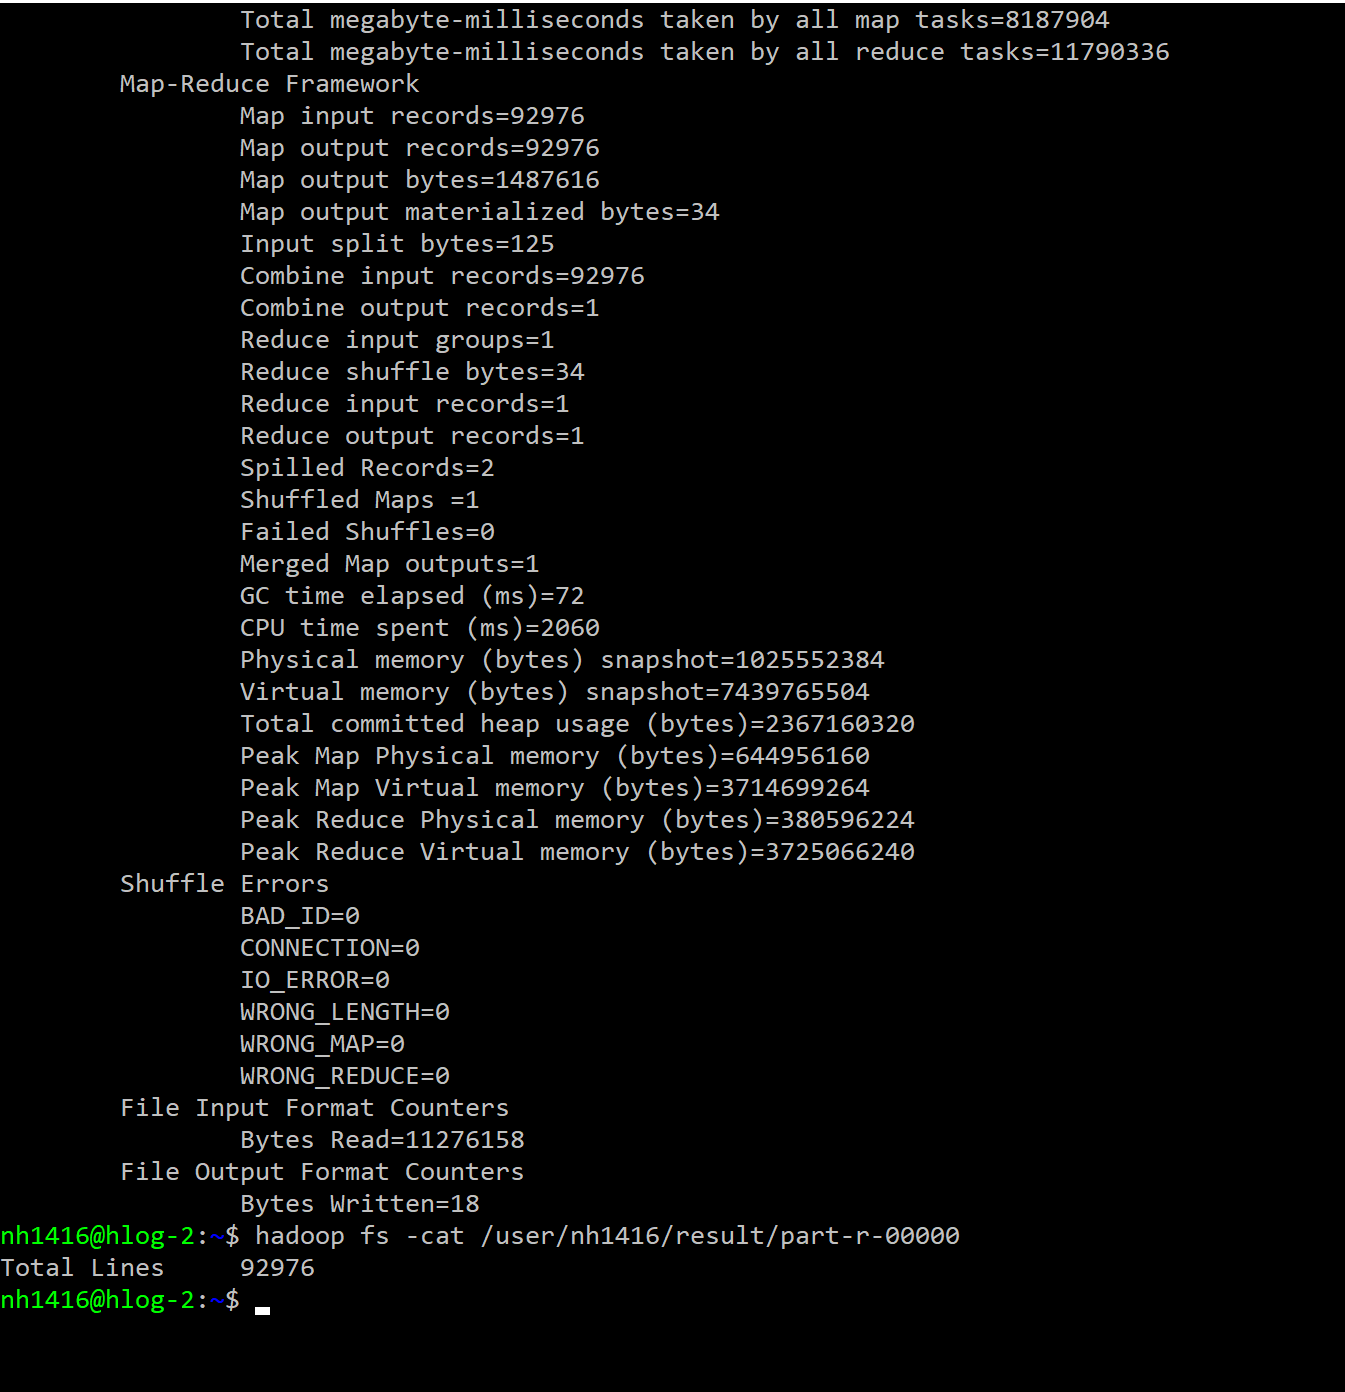 Total megabyte-milliseconds taken by all map tasks=8187904
Total megabyte-milliseconds taken by all reduce tasks=11790336
Map-Reduce Framework
Map input records=92976
Map output records=92976
Map output bytes=1487616
Map output materialized bytes=34
Input split bytes=125
Combine input records=92976
Combine output records=1
Reduce input groups=1
Reduce shuffle bytes=34
Reduce input records=1
Reduce output records=1
Spilled Records=2
Shuffled Maps =1
Failed Shuffles=0
Merged Map outputs=1
GC time elapsed (ms)=72
CPU time spent (ms)=2060
Physical memory (bytes) snapshot=1025552384
Virtual memory (bytes) snapshot=7439765504
Total committed heap usage (bytes)=2367160320
Peak Map Physical memory (bytes)=644956160
Peak Map Virtual memory (bytes)=3714699264
Peak Reduce Physical memory (bytes)=380596224
Peak Reduce Virtual memory (bytes)=3725066240
Shuffle Errors
BAD_ID=0
CONNECTION=0
IO_ERROR=0
WRONG_LENGTH=0
WRONG_MAP=0
WRONG_REDUCE=0
File Input Format Counters
Bytes Read=11276158
File Output Format Counters
Bytes Written=18
nh1416@hlog-2:~$ hadoop fs -cat /user/nh1416/result/part-r-00000
Total Lines     92976
nh1416@hlog-2:~$